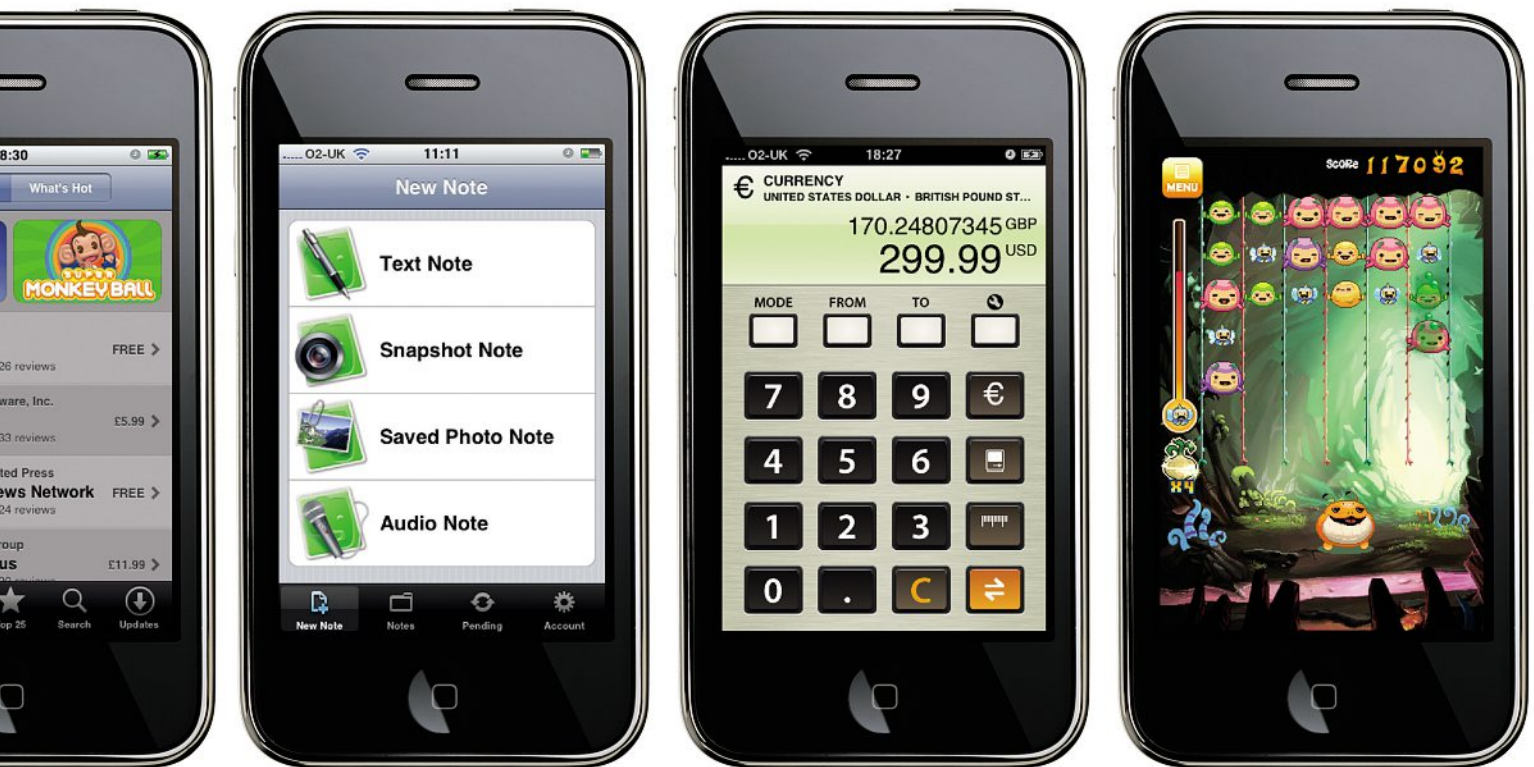 8:30
What's Hot
SUPER
MONKEY BALL
FREE
26 reviews
ware, Inc.
£5.99
33 reviews
ted Press
ews Network
FREE
24 reviews
roup
us
£11.99
op 25
Search
Updates
O2-UK
11:11
New Note
Text Note
Snapshot Note
Saved Photo Note
Audio Note
New Note
Notes
Pending
Account
O2-UK
18:27
€ CURRENCY
UNITED STATES DOLLAR • BRITISH POUND ST...
170.24807345 GBP
299.99 USD
MODE
FROM
TO
7
8
9
€
4
5
6
1
2
3
0
.
C
SCORE 117092
MENU
X4